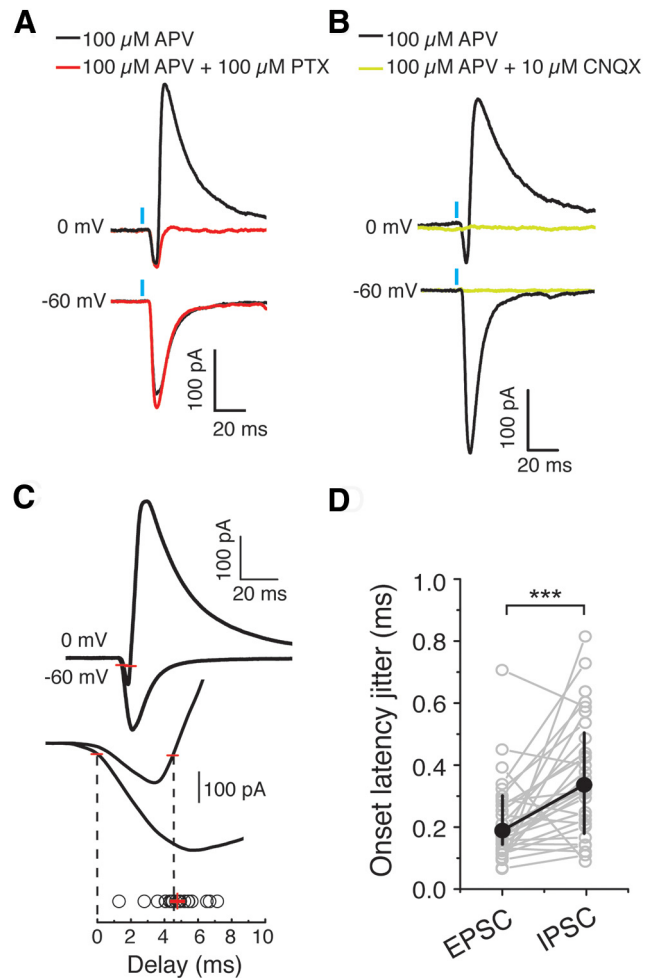 A
100 µM APV
100 µM APV + 100 µM PTX
0 mV
-60 mV
100 pA
20 ms
B
100 µM APV
100 µM APV + 10 µM CNQX
0 mV
-60 mV
100 pA
20 ms
C
100 pA
20 ms
0 mV
-60 mV
100 pA
0 2 4 6 8 10
Delay (ms)
D
Onset latency jitter (ms)
1.0
0.8
0.6
0.4
0.2
0.0
***
EPSC
IPSC